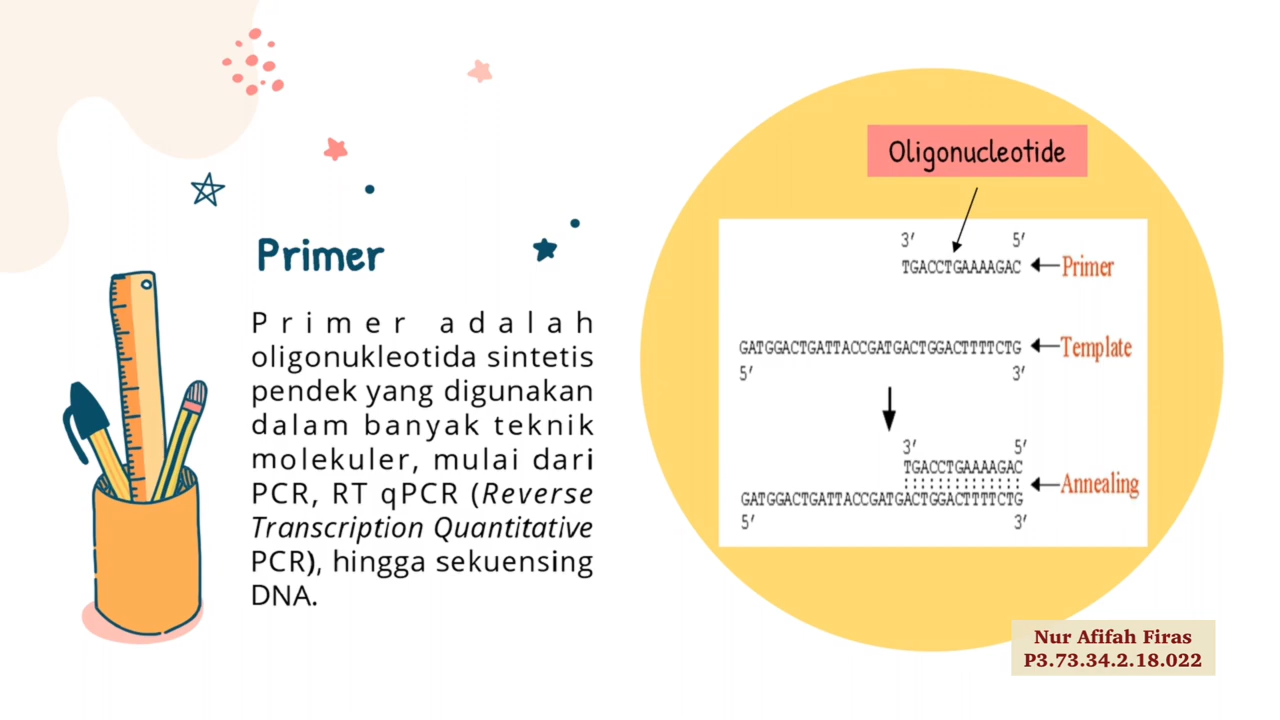 Primer
Primer adalah
oligonukleotida sintetis
pendek yang digunakan
dalam banyak teknik
molekuler, mulai dari
PCR, RT qPCR (Reverse
Transcription Quantitative
PCR), hingga sekuensing
DNA.
Oligonucleotide
3′ 5′
TGACCTGAAAAGAC Primer
GATGGACTGATTACCGATGACTGGACTTTTCTG Template
5′ 3′
3′ 5′
TGACCTGAAAAGAC
Annealing
GATGGACTGATTACCGATGACTGGACTTTTCTG
5′ 3′
Nur Afifah Firas
P3.73.34.2.18.022